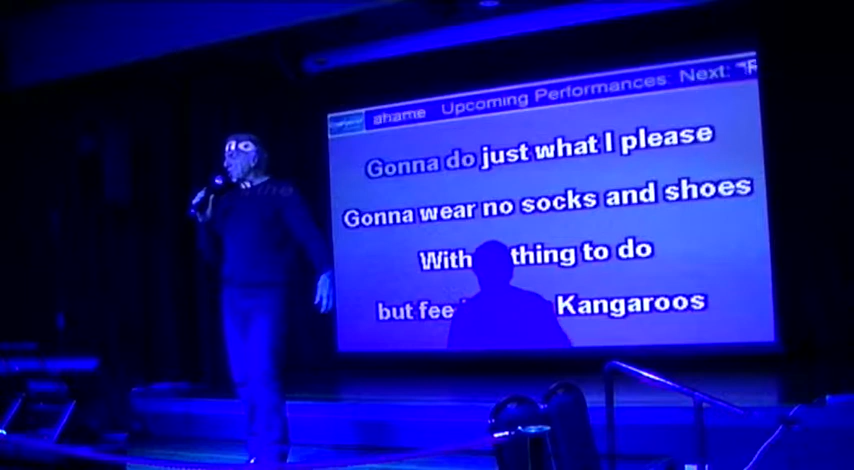 ahame Upcoming Performances Next:
Gonna do just what I please
Gonna wear no socks and shoes
With thing to do
but fee Kangaroos